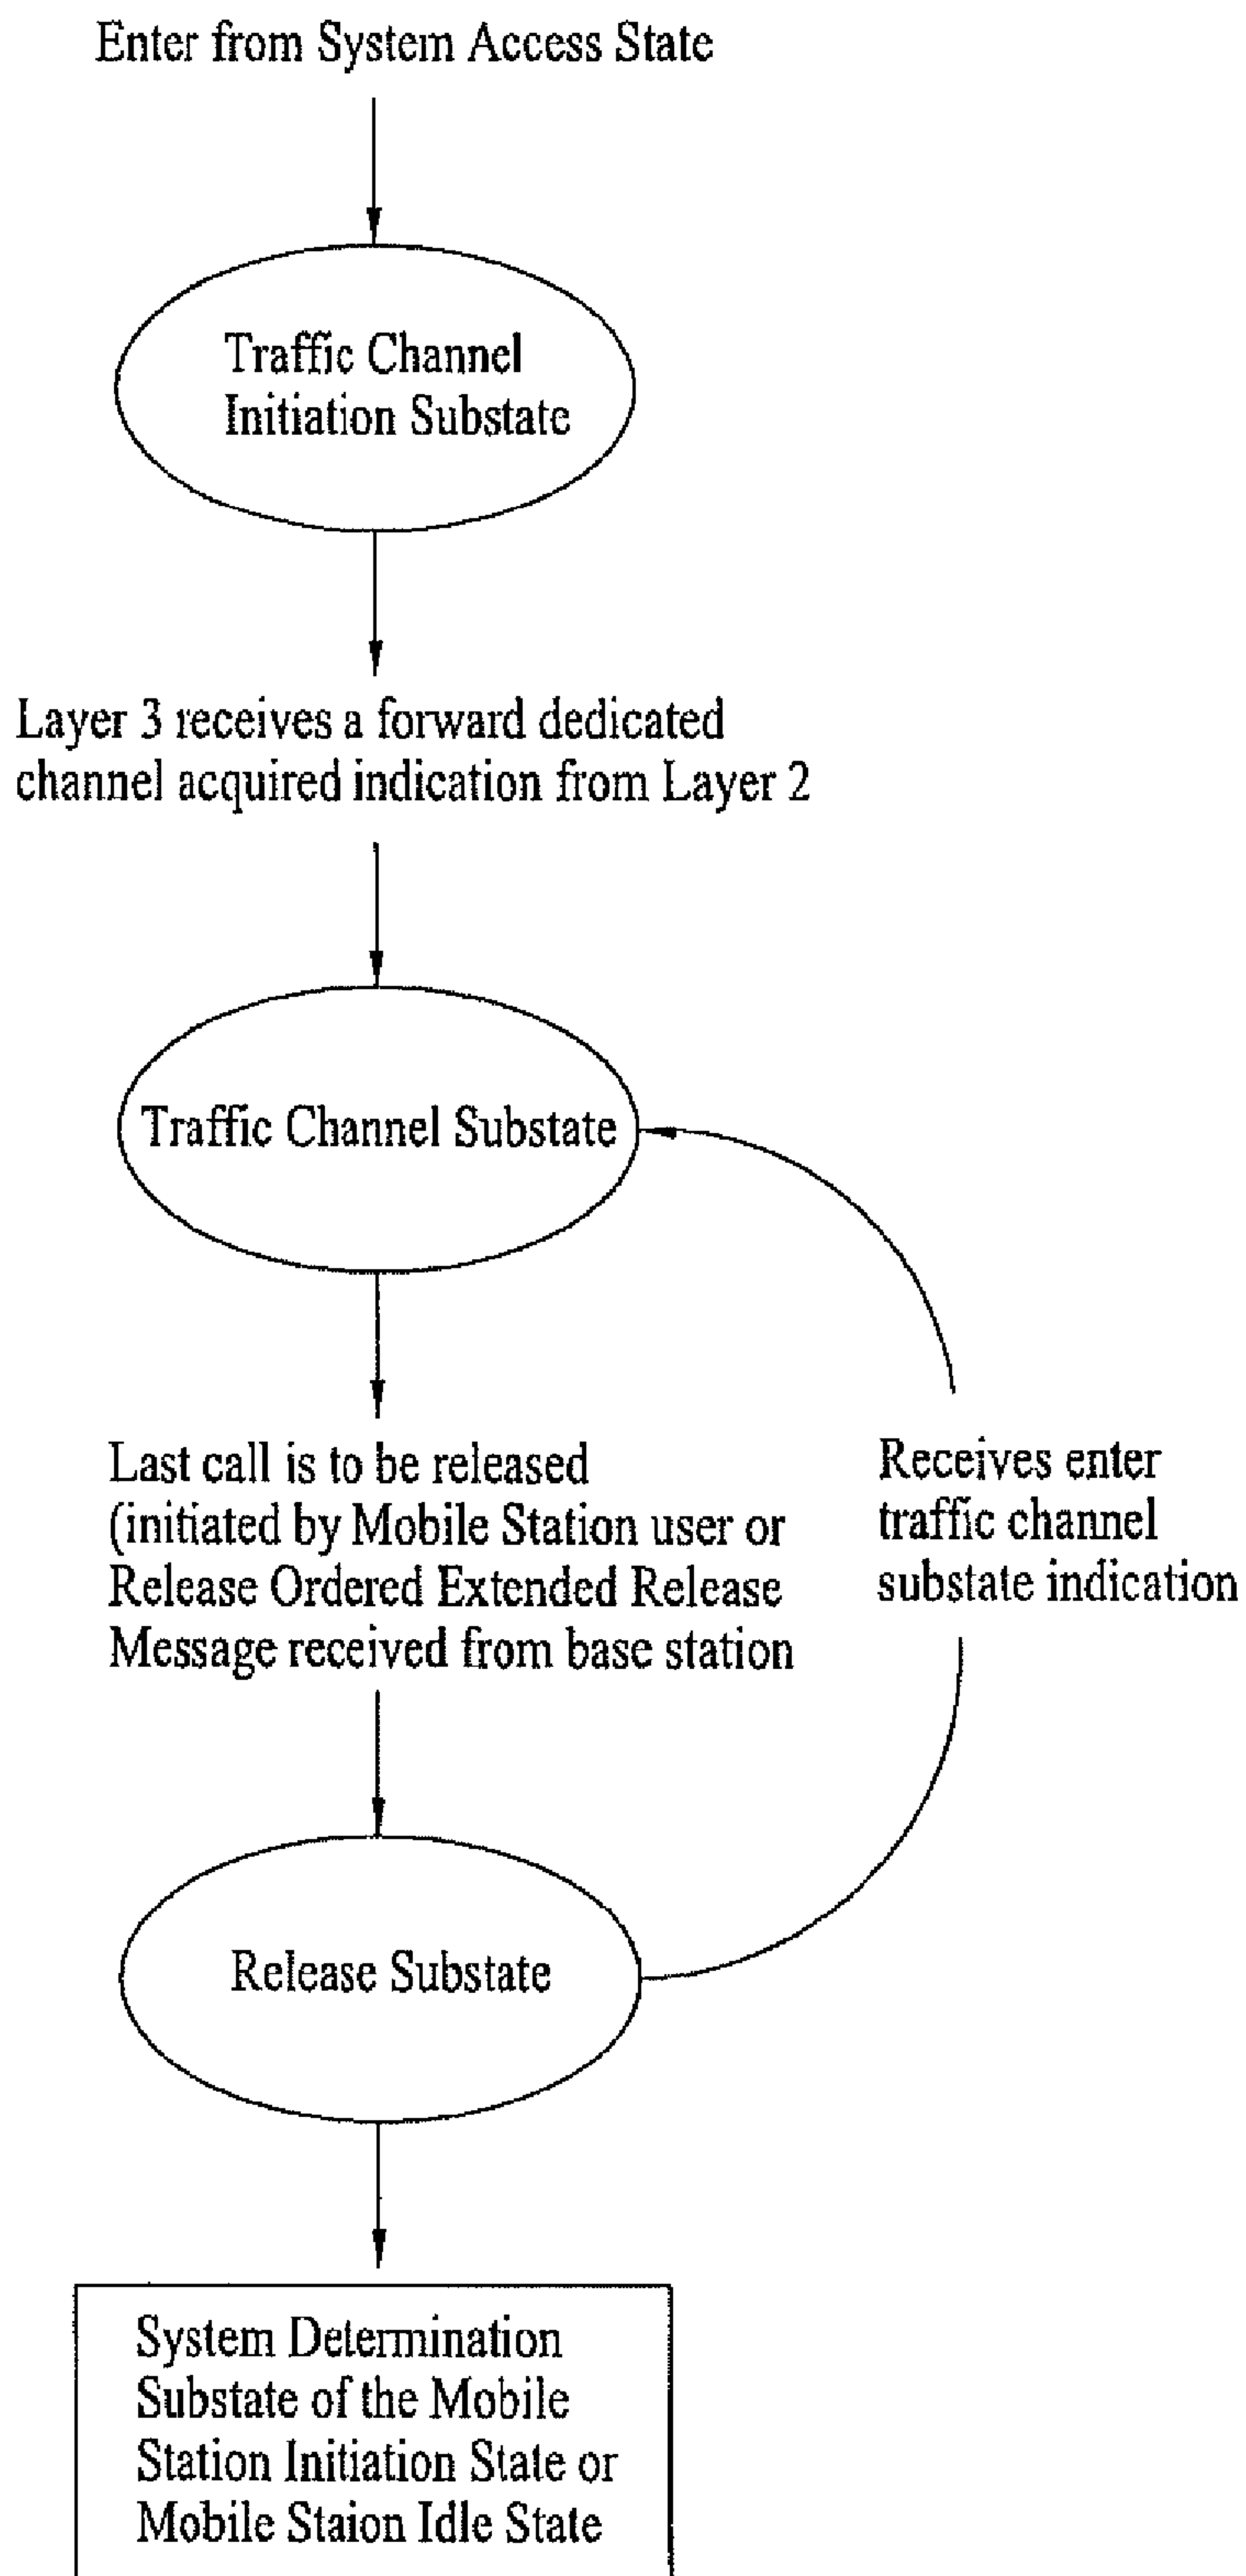 Enter from System Access State
Traffic Channel
Initiation Substate
Layer 3 receives a forward dedicated
channel acquired indication from Layer 2
Traffic Channel Substate
Last call is to be released
(initiated by Mobile Station user or
Release Ordered Extended Release
Message received from base station
Receives enter
traffic channel
substate indication
Release Substate
System Determination
Substate of the Mobile
Station Initiation State or
Mobile Staion Idle State